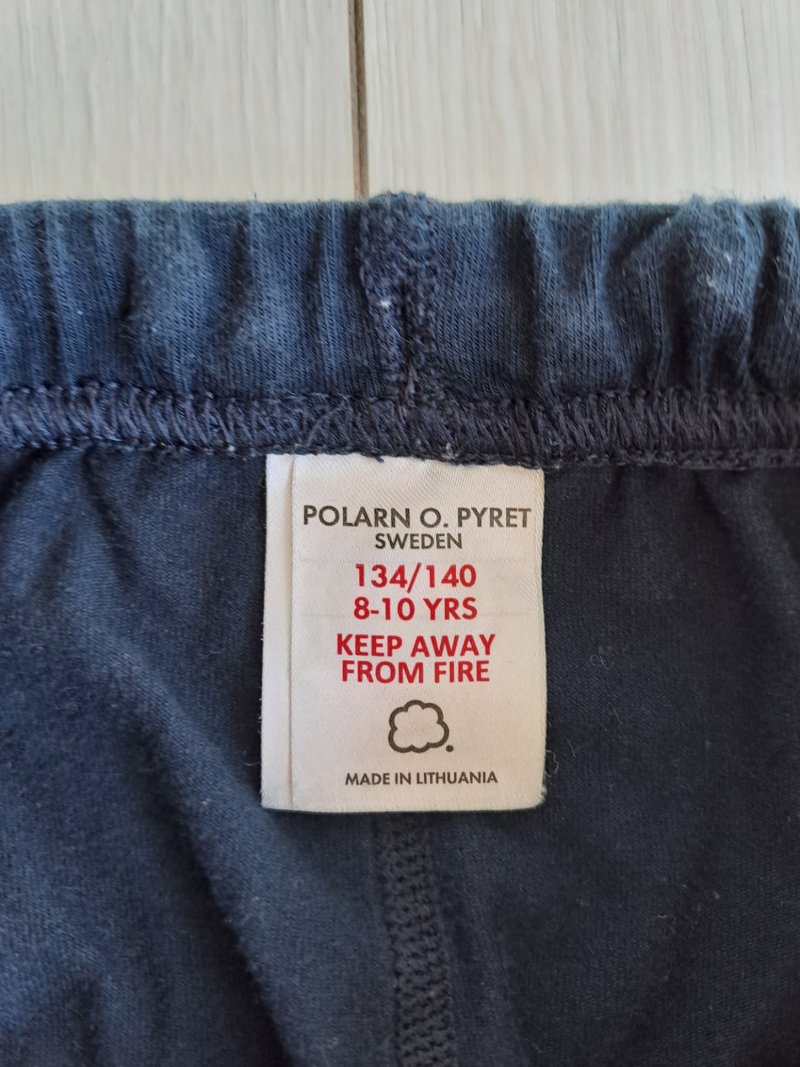 POLARN O. PYRET
SWEDEN
134/140
8-10 YRS
KEEP AWAY
FROM FIRE
MADE IN LITHUANIA